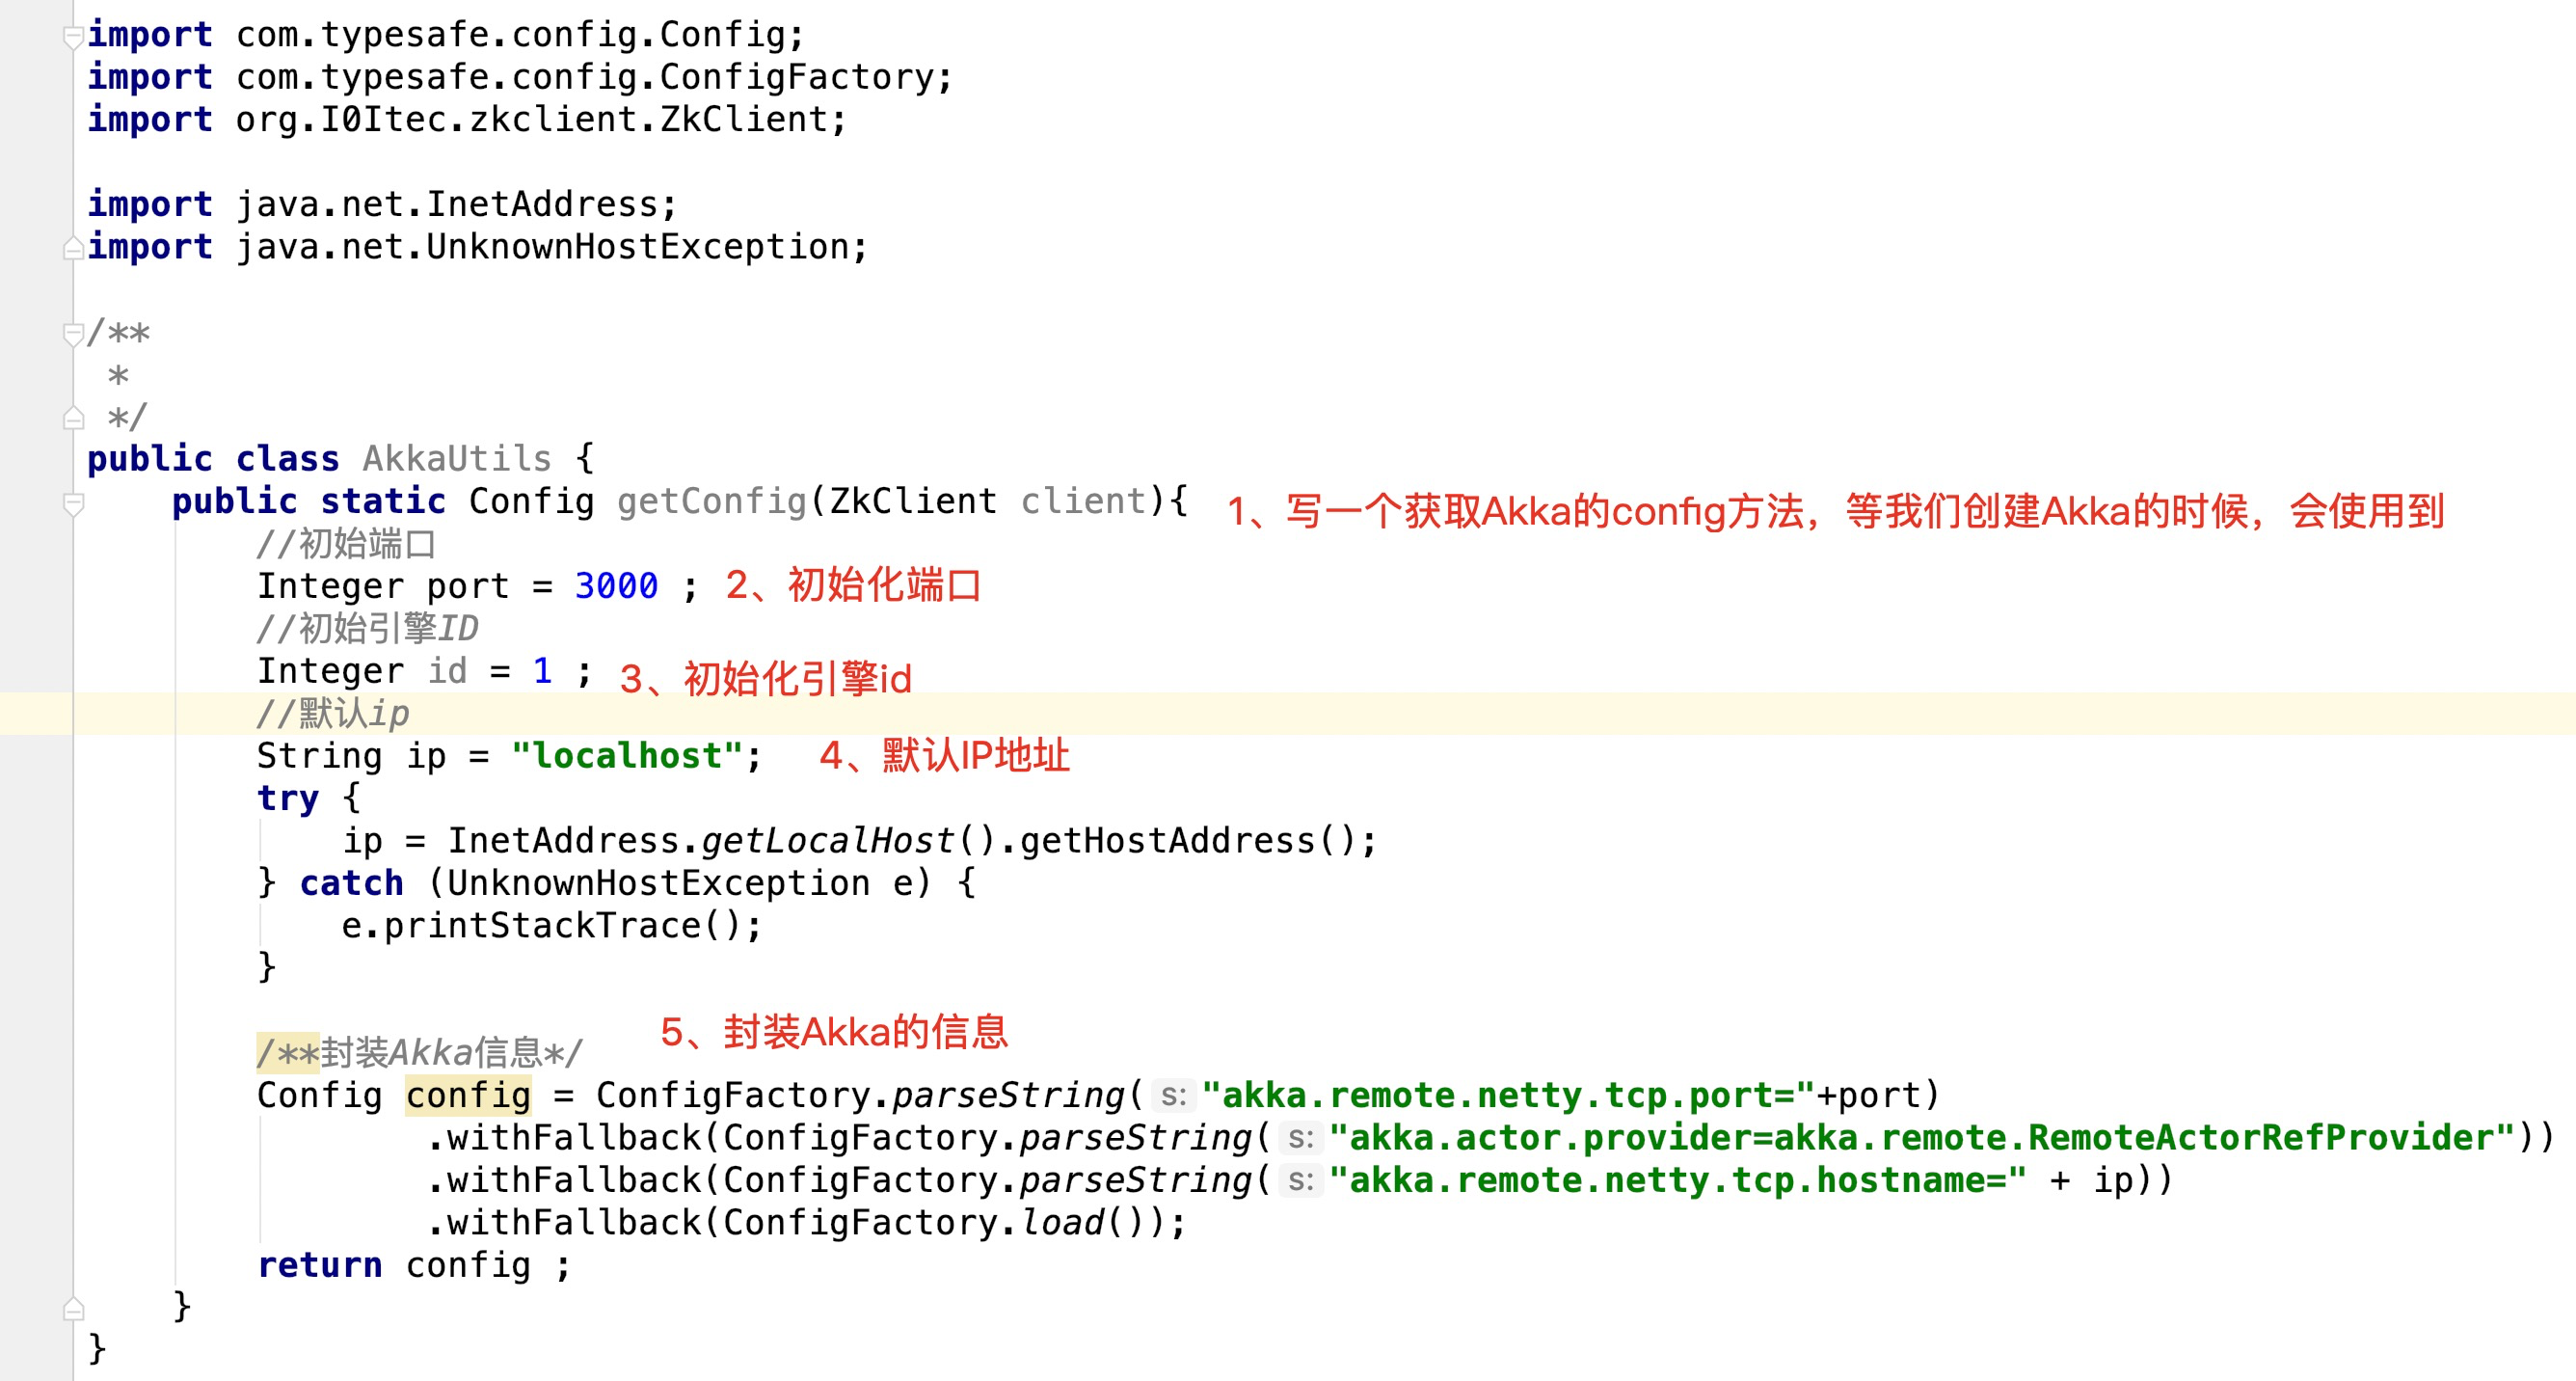 import com.typesafe.config.Config;
import com.typesafe.config.ConfigFactory;
import org.I0Itec.zkclient.ZkClient;
import java.net.InetAddress;
import java.net.UnknownHostException;
/**
*
*/
public class AkkaUtils {
public static Config getConfig(ZkClient client){ 1、写一个获取Akka的config方法，等我们创建Akka的时候，会使用到
//初始端口
Integer port = 3000 ; 2、初始化端口
//初始引擎ID
Integer id = 1 ; 3、初始化引擎id
//默认ip
String ip = "localhost"; 4、默认IP地址
try {
ip = InetAddress.getLocalHost().getHostAddress();
} catch (UnknownHostException e) {
e.printStackTrace();
}
5、封装Akka的信息
/**封装Akka信息*/
Config config = ConfigFactory.parseString( s: "akka.remote.netty.tcp.port="+port)
.withFallback(ConfigFactory.parseString( s: "akka.actor.provider=akka.remote.RemoteActorRefProvider"))
.withFallback(ConfigFactory.parseString( s: "akka.remote.netty.tcp.hostname=" + ip))
.withFallback(ConfigFactory.load());
return config ;
}
}